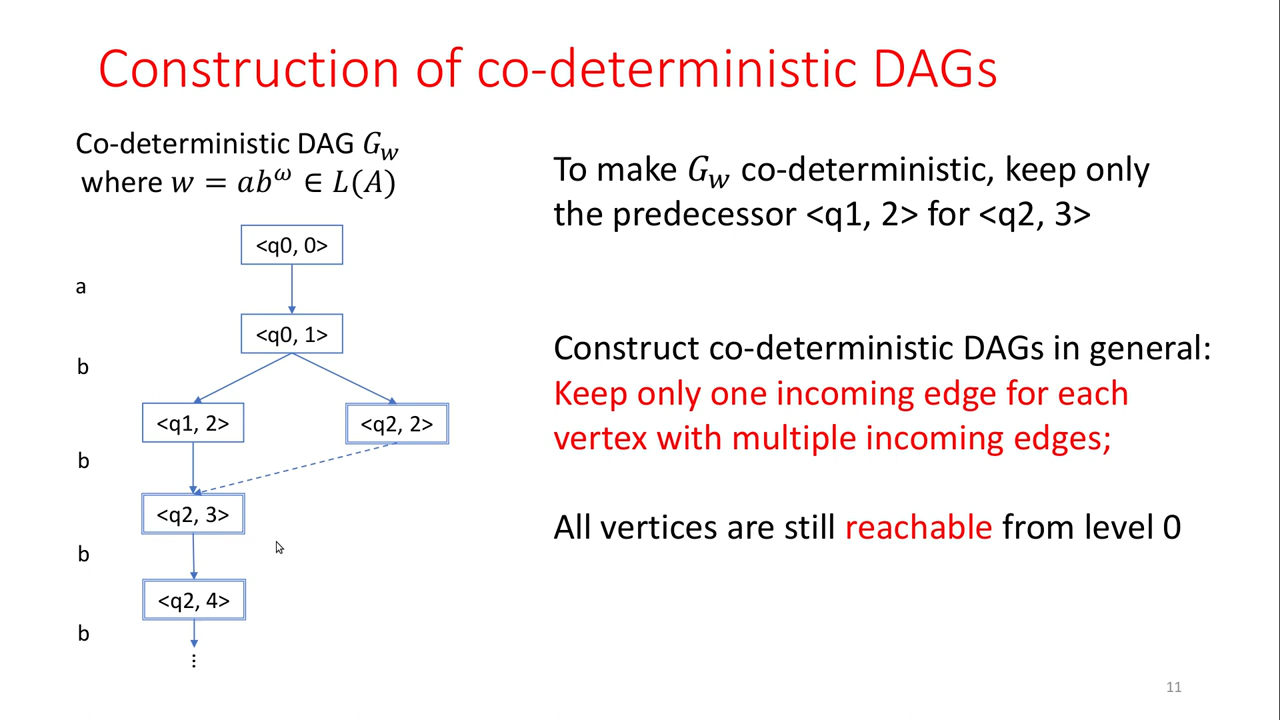 Construction of co-deterministic DAGs
Co-deterministic DAG G_w
where w = ab^ω ∈ L(A)
<q0, 0>
a
<q0, 1>
b
<q1, 2>
<q2, 2>
b
<q2, 3>
b
<q2, 4>
b
⋮
To make G_w co-deterministic, keep only
the predecessor <q1, 2> for <q2, 3>
Construct co-deterministic DAGs in general:
Keep only one incoming edge for each
vertex with multiple incoming edges;
All vertices are still reachable from level 0
11